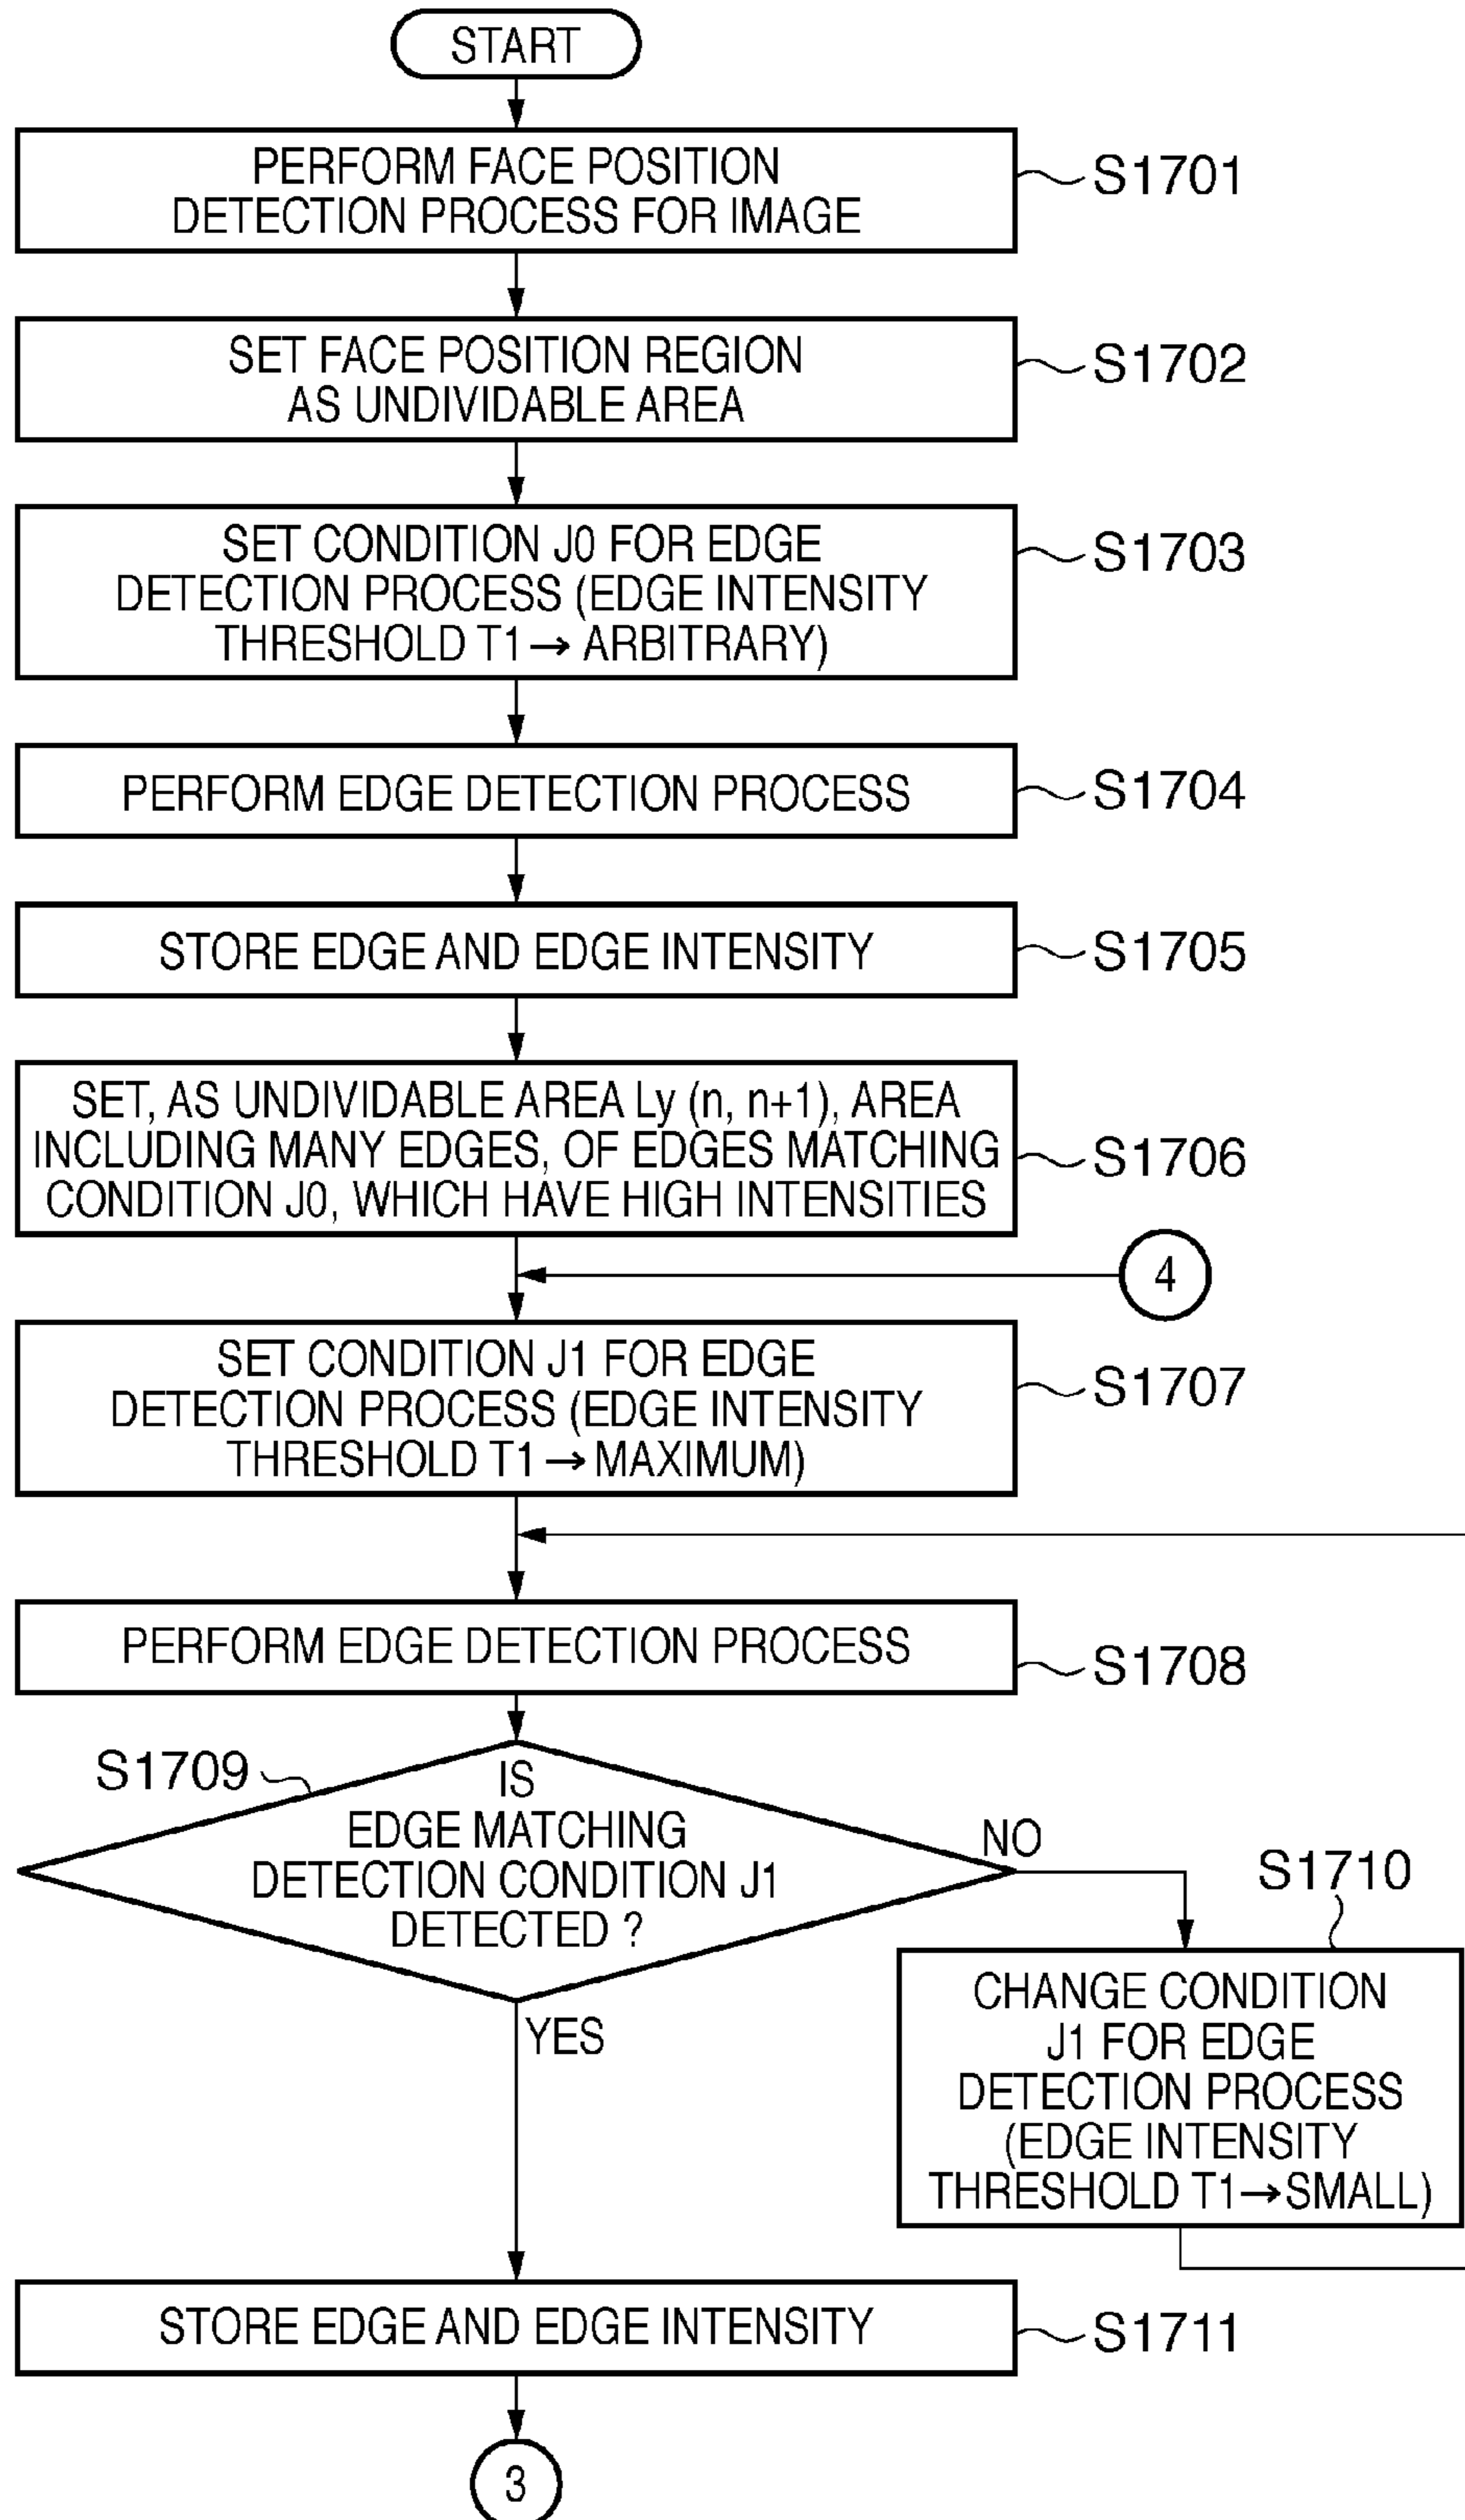 START
PERFORM FACE POSITION
DETECTION PROCESS FOR IMAGE
S1701
SET FACE POSITION REGION
AS UNDIVIDABLE AREA
S1702
SET CONDITION J0 FOR EDGE
DETECTION PROCESS (EDGE INTENSITY
THRESHOLD T1→ ARBITRARY)
S1703
PERFORM EDGE DETECTION PROCESS
S1704
STORE EDGE AND EDGE INTENSITY
S1705
SET, AS UNDIVIDABLE AREA Ly (n, n+1), AREA
INCLUDING MANY EDGES, OF EDGES MATCHING
CONDITION J0, WHICH HAVE HIGH INTENSITIES
S1706
4
SET CONDITION J1 FOR EDGE
DETECTION PROCESS (EDGE INTENSITY
THRESHOLD T1→MAXIMUM)
S1707
PERFORM EDGE DETECTION PROCESS
S1708
S1709
IS
EDGE MATCHING
DETECTION CONDITION J1
DETECTED ?
NO
YES
S1710
CHANGE CONDITION
J1 FOR EDGE
DETECTION PROCESS
(EDGE INTENSITY
THRESHOLD T1→SMALL)
STORE EDGE AND EDGE INTENSITY
S1711
3